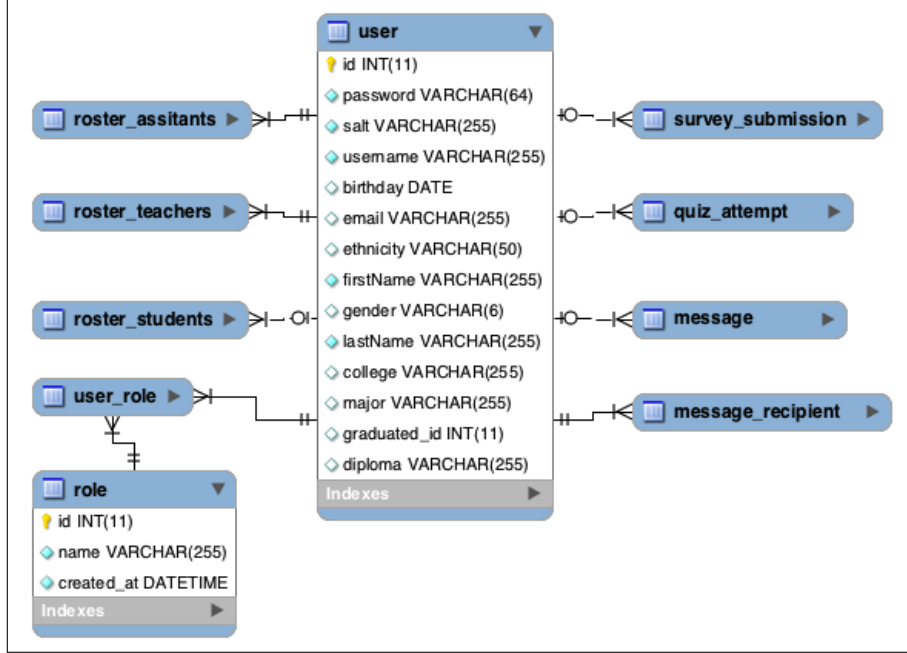 user
id INT(11)
password VARCHAR(64)
salt VARCHAR(255)
username VARCHAR(255)
birthday DATE
email VARCHAR(255)
ethnicity VARCHAR(50)
firstName VARCHAR(255)
gender VARCHAR(6)
lastName VARCHAR(255)
college VARCHAR(255)
major VARCHAR(255)
graduated_id INT(11)
diploma VARCHAR(255)
Indexes
roster_assitants
roster_teachers
roster_students
user_role
role
id INT(11)
name VARCHAR(255)
created_at DATETIME
Indexes
survey_submission
quiz_attempt
message
message_recipient